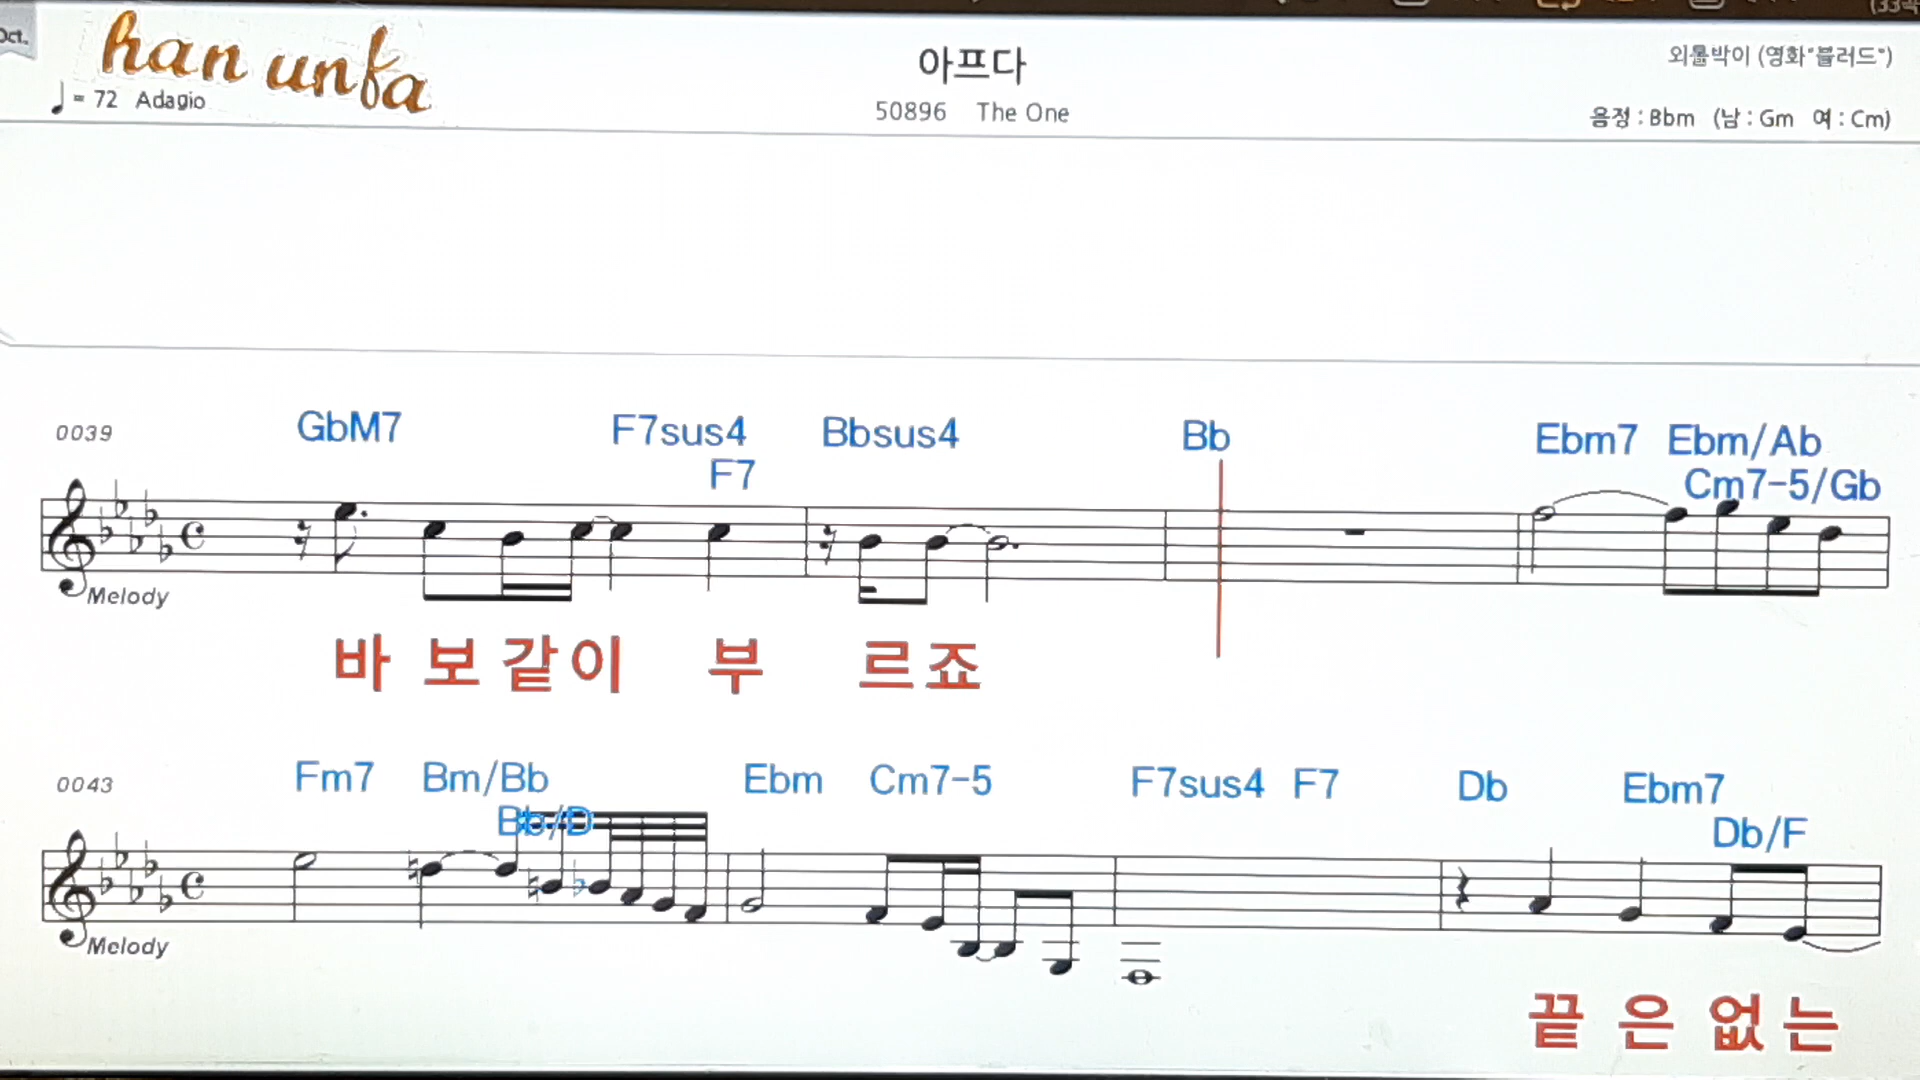 Oct.
han unfa
아프다
외톨박이 (영화"블러드")
= 72 Adagio
50896 The One
음정 : Bbm (남 : Gm 여 : Cm)
0039
GbM7 F7sus4 Bbsus4 Bb Ebm7 Ebm/Ab
F7 Cm7-5/Gb
Melody
바 보 같 이 부 르 죠
0043
Fm7 Bm/Bb Ebm Cm7-5 F7sus4 F7 Db Ebm7
Bb/D Db/F
Melody
끝 은 없 는